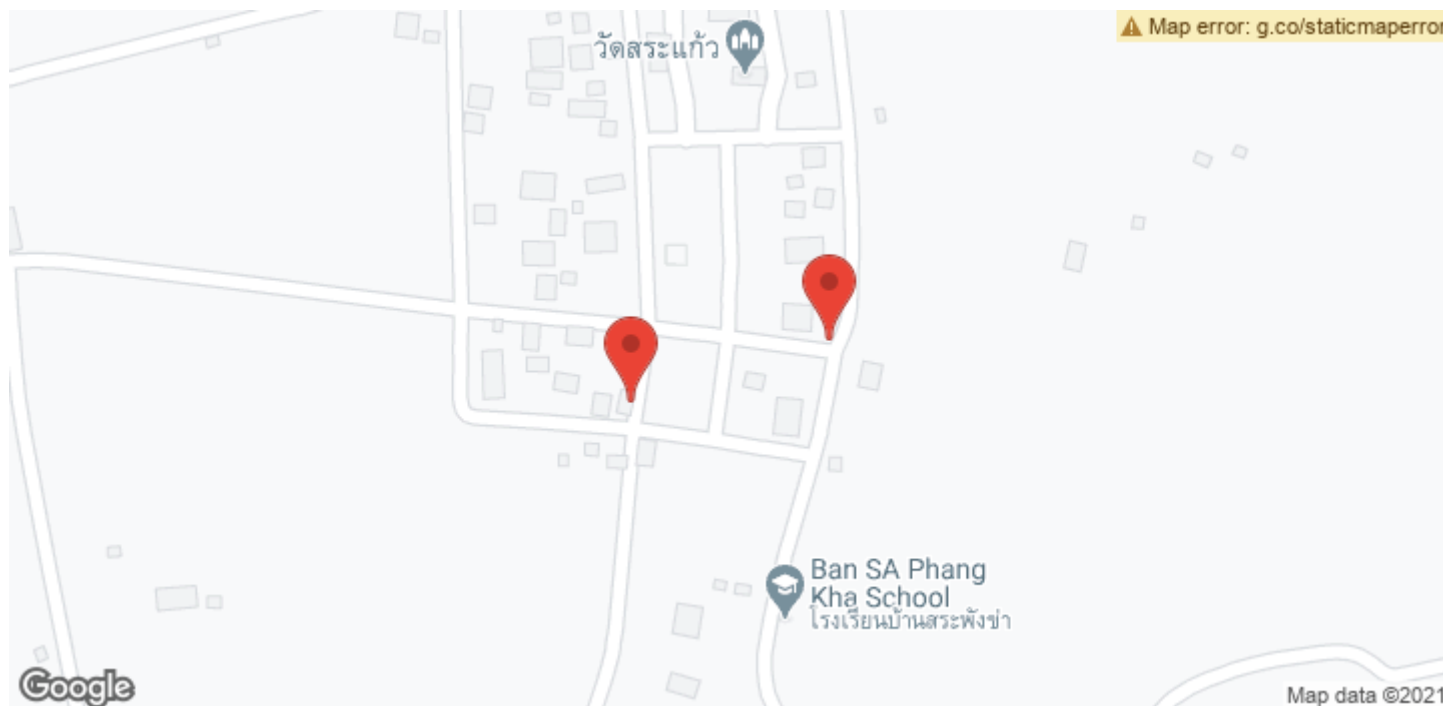 Map error: g.co/staticmaperror
วัดสระแก้ว
Ban SA Phang
Kha School
โรงเรียนบ้านสระพังข่า
Google
Map data ©2021